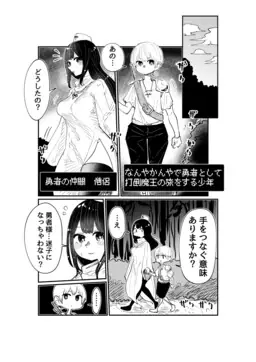 あの…
なんやかんやで勇者として
打倒魔王の旅をする少年
どうしたの？
勇者の仲間　僧侶
手をつなぐ意味
ありますか？
…え
勇者様…迷子に
なっちゃわない？